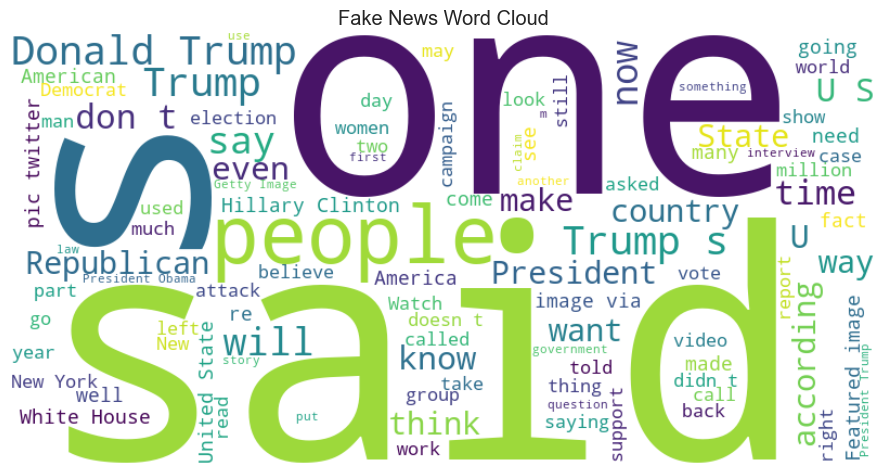 Fake News Word Cloud
Donald Trump
one
use
may
now
going
world
American
Democrat
Trump
day
look
still
something
U S
man
don t
election
women
campaign
m
State
show
need
pic twitter
s
say
two
first
see
claim
many
interview
case
even
Getty Image
another
million
used
Hillary Clinton
come
make
asked
time
much
people
country
fact
law
Republican
Trump s
U
way
President Obama
believe
America
President
vote
part
attack
said
image via
report
go
re
Watch
left
New
will
doesn t
called
want
video
according
Featured image
year
United State
story
know
government
told
made
President Trump
New York
well
take
thing
didn t
call
White House
read
put
group
question
back
right
think
saying
support
work